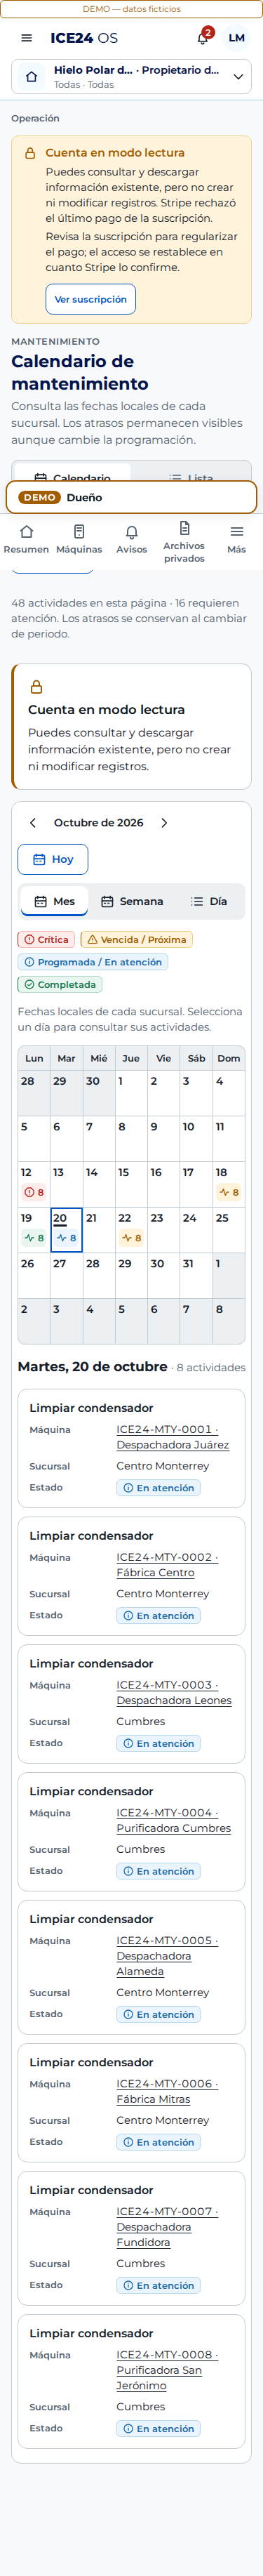 DEMO — datos ficticios
ICE24 OS
2
LM
Hielo Polar d... · Propietario d...
Todas · Todas
Operación
Cuenta en modo lectura
Puedes consultar y descargar
información existente, pero no crear
ni modificar registros. Stripe rechazó
el último pago de la suscripción.
Revisa la suscripción para regularizar
el pago; el acceso se restablece en
cuanto Stripe lo confirme.
Ver suscripción
MANTENIMIENTO
Calendario de
mantenimiento
Consulta las fechas locales de cada
sucursal. Los atrasos permanecen visibles
aunque cambie la programación.
Calendario Lista
DEMO Dueño
Resumen Máquinas Avisos Archivos privados Más
48 actividades en esta página · 16 requieren
atención. Los atrasos se conservan al cambiar
de periodo.
Cuenta en modo lectura
Puedes consultar y descargar
información existente, pero no crear
ni modificar registros.
Octubre de 2026
Hoy
Mes Semana Día
Crítica Vencida / Próxima
Programada / En atención
Completada
Fechas locales de cada sucursal. Selecciona
un día para consultar sus actividades.
Lun Mar Mié Jue Vie Sáb Dom
28 29 30 1 2 3 4
5 6 7 8 9 10 11
12 13 14 15 16 17 18
8 8
19 20 21 22 23 24 25
8 8 8
26 27 28 29 30 31 1
2 3 4 5 6 7 8
Martes, 20 de octubre · 8 actividades
Limpiar condensador
Máquina ICE24-MTY-0001 ·
Despachadora Juárez
Sucursal Centro Monterrey
Estado En atención
Limpiar condensador
Máquina ICE24-MTY-0002 ·
Fábrica Centro
Sucursal Centro Monterrey
Estado En atención
Limpiar condensador
Máquina ICE24-MTY-0003 ·
Despachadora Leones
Sucursal Cumbres
Estado En atención
Limpiar condensador
Máquina ICE24-MTY-0004 ·
Purificadora Cumbres
Sucursal Cumbres
Estado En atención
Limpiar condensador
Máquina ICE24-MTY-0005 ·
Despachadora
Alameda
Sucursal Centro Monterrey
Estado En atención
Limpiar condensador
Máquina ICE24-MTY-0006 ·
Fábrica Mitras
Sucursal Centro Monterrey
Estado En atención
Limpiar condensador
Máquina ICE24-MTY-0007 ·
Despachadora
Fundidora
Sucursal Cumbres
Estado En atención
Limpiar condensador
Máquina ICE24-MTY-0008 ·
Purificadora San
Jerónimo
Sucursal Cumbres
Estado En atención